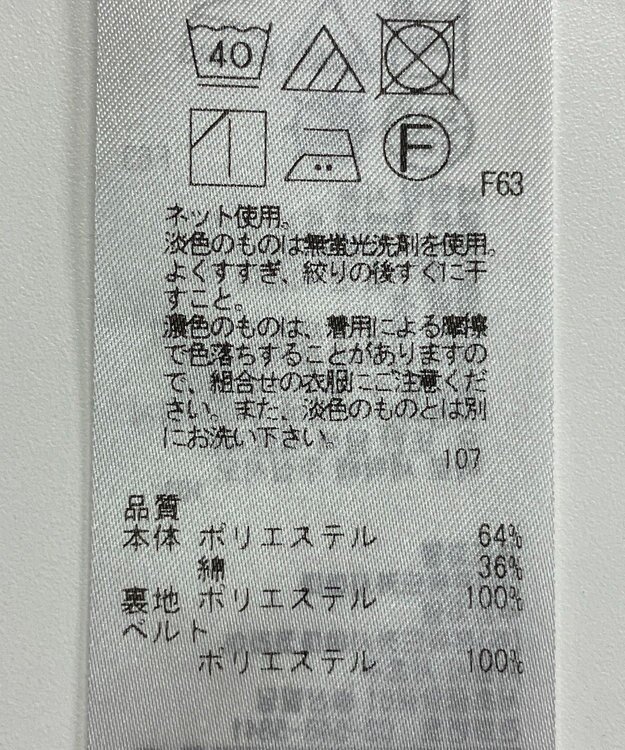 40
F
F63
ネット使用。
淡色のものは無蛍光洗剤を使用。
よくすすぎ、絞りの後すぐに干
すこと。
濃色のものは、着用による摩擦
で色落ちすることがありますの
で、組合せの衣服にご注意くだ
さい。また、淡色のものとは別
にお洗い下さい。
107
品質
本体 ポリエステル 64%
綿 36%
裏地 ポリエステル 100%
ベルト
ポリエステル 100%